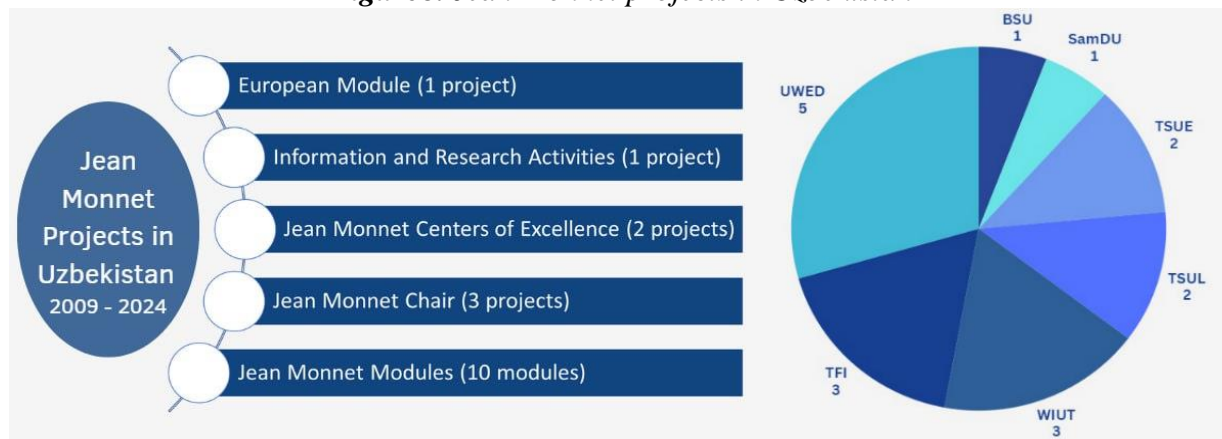 Jean
Monnet
Projects in
Uzbekistan
2009 - 2024
European Module (1 project)
Information and Research Activities (1 project)
Jean Monnet Centers of Excellence (2 projects)
Jean Monnet Chair (3 projects)
Jean Monnet Modules (10 modules)
BSU
1
SamDU
1
TSUE
2
TSUL
2
WIUT
3
TFI
3
UWED
5